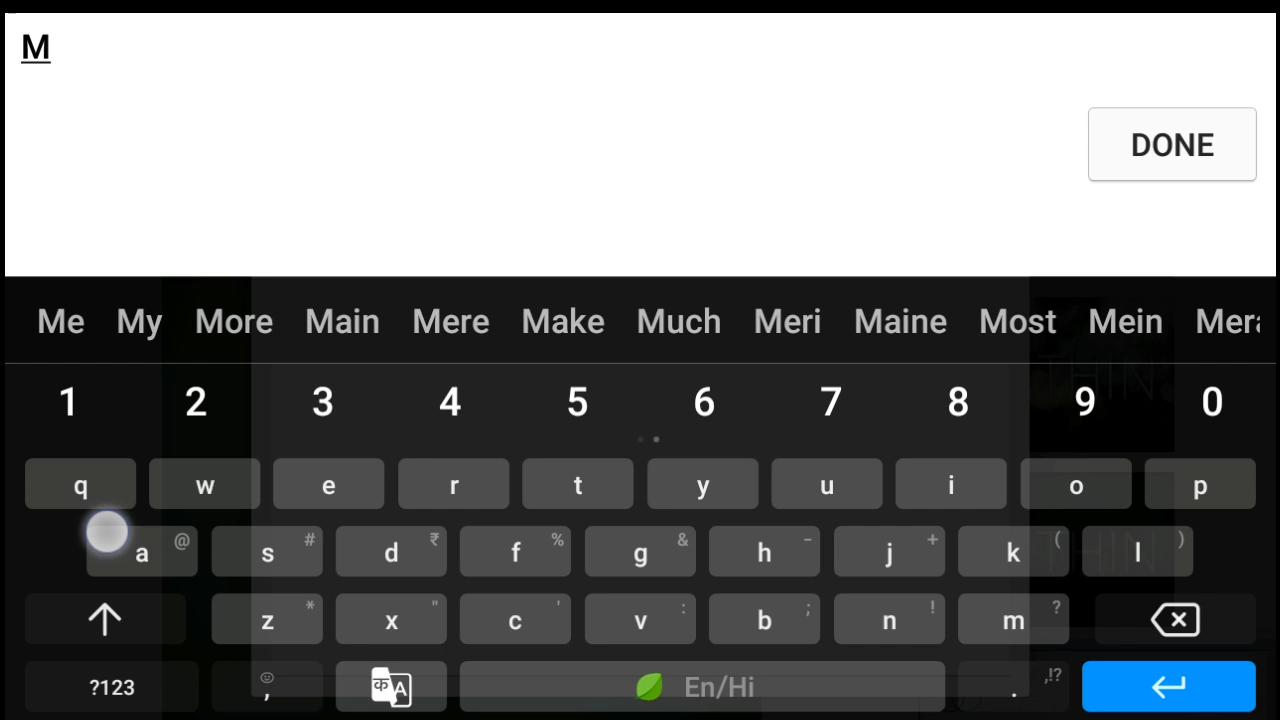 M
DONE
Me My More Main Mere Make Much Meri Maine Most Mein
1 2 3 4 5 6 7 8 9 0
q w e r t y u i o p
a @ s # d ₹ f % g & h - j + k ( l )
z * x " c ' v : b ; n ! m ?
?123 , क A En/Hi . ,!?